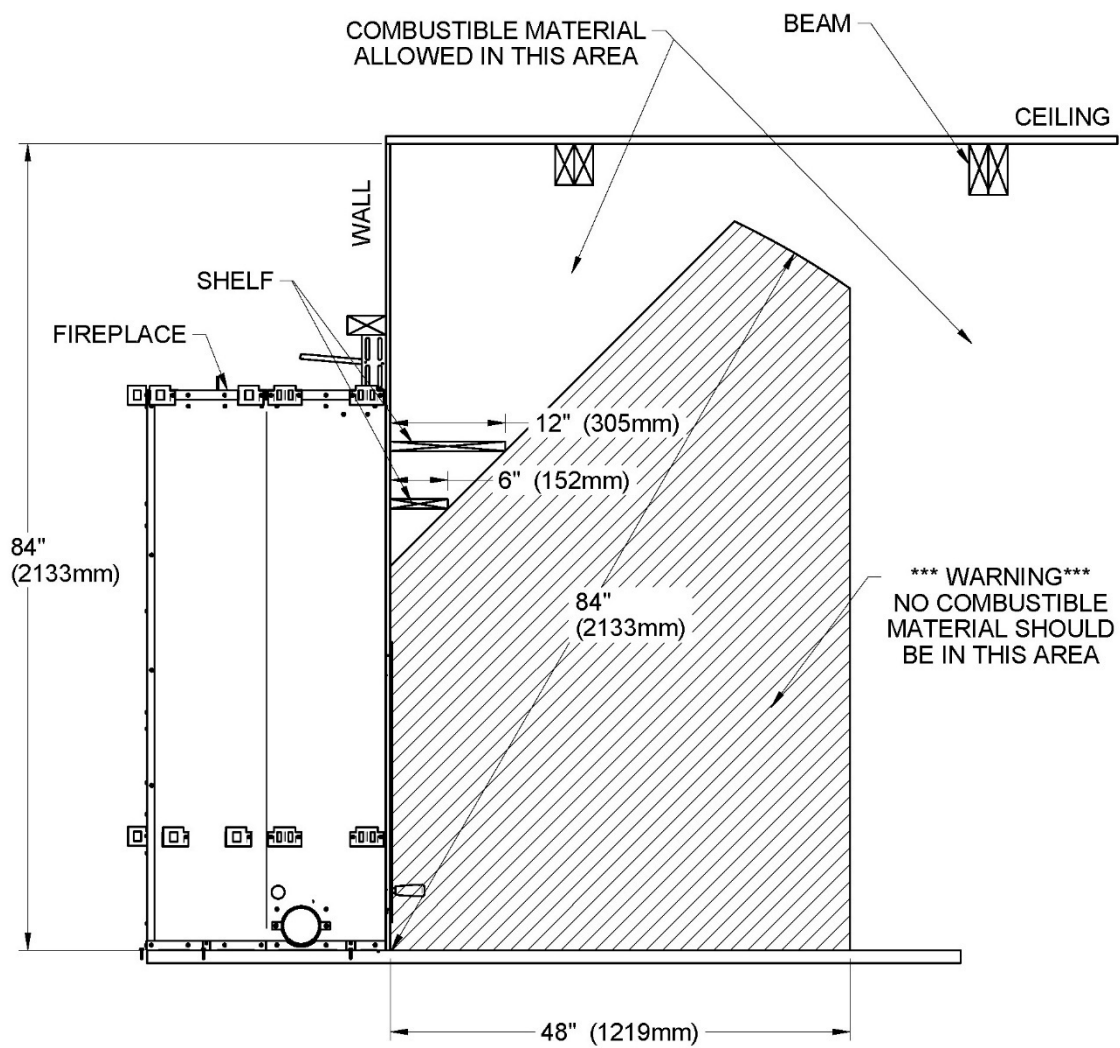 COMBUSTIBLE MATERIAL
ALLOWED IN THIS AREA
BEAM
CEILING
WALL
SHELF
FIREPLACE
12" (305mm)
6" (152mm)
84"
(2133mm)
84"
(2133mm)
*** WARNING***
NO COMBUSTIBLE
MATERIAL SHOULD
BE IN THIS AREA
48" (1219mm)